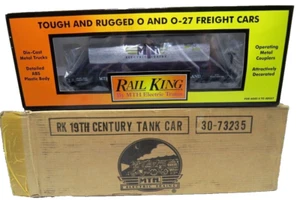 TOUGH AND RUGGED O AND O-27 FREIGHT CARS
Die-Cast
Metal Trucks
Detailed
ABS
Plastic Body
Operating
Metal
Couplers
Attractively
Decorated
RAIL KING
By MTH Electric Trains
RK 19TH CENTURY TANK CAR
30-73235
M.T.H.
ELECTRIC TRAINS